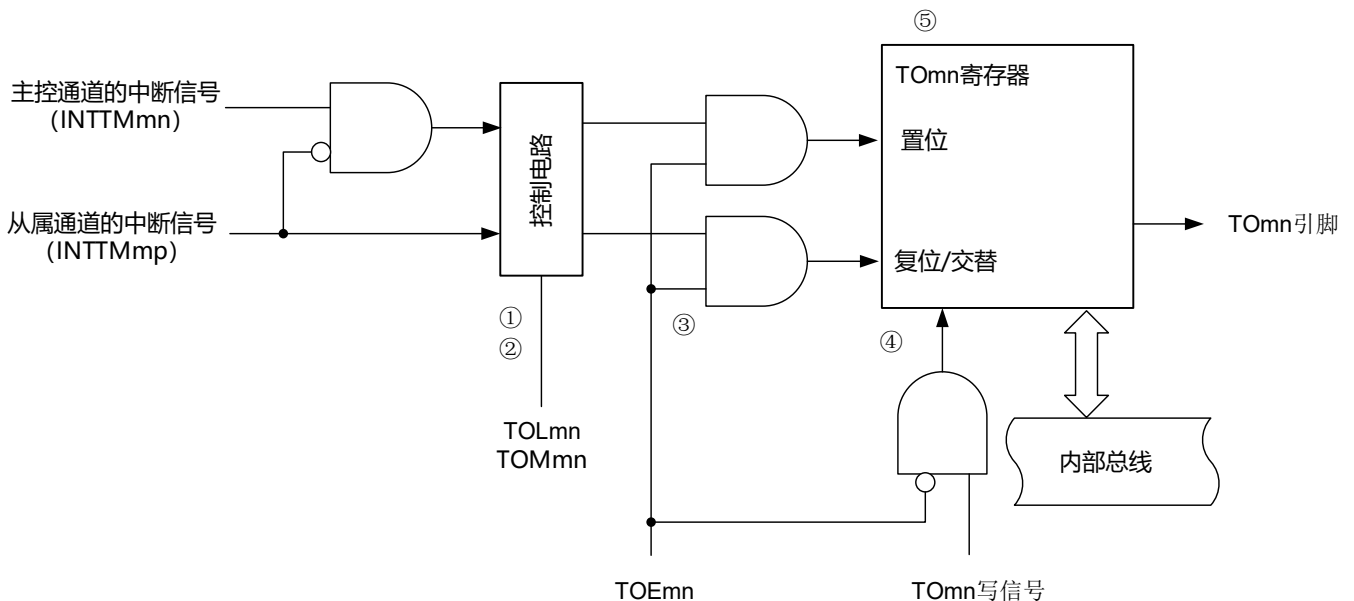 ⑤
主控通道的中断信号
(INTTMmn)
TOmn寄存器
置位
控制电路
从属通道的中断信号
(INTTMmp)
TOmn引脚
复位/交替
①
②
③
④
TOLmn
TOMmn
内部总线
TOEmn
TOmn写信号